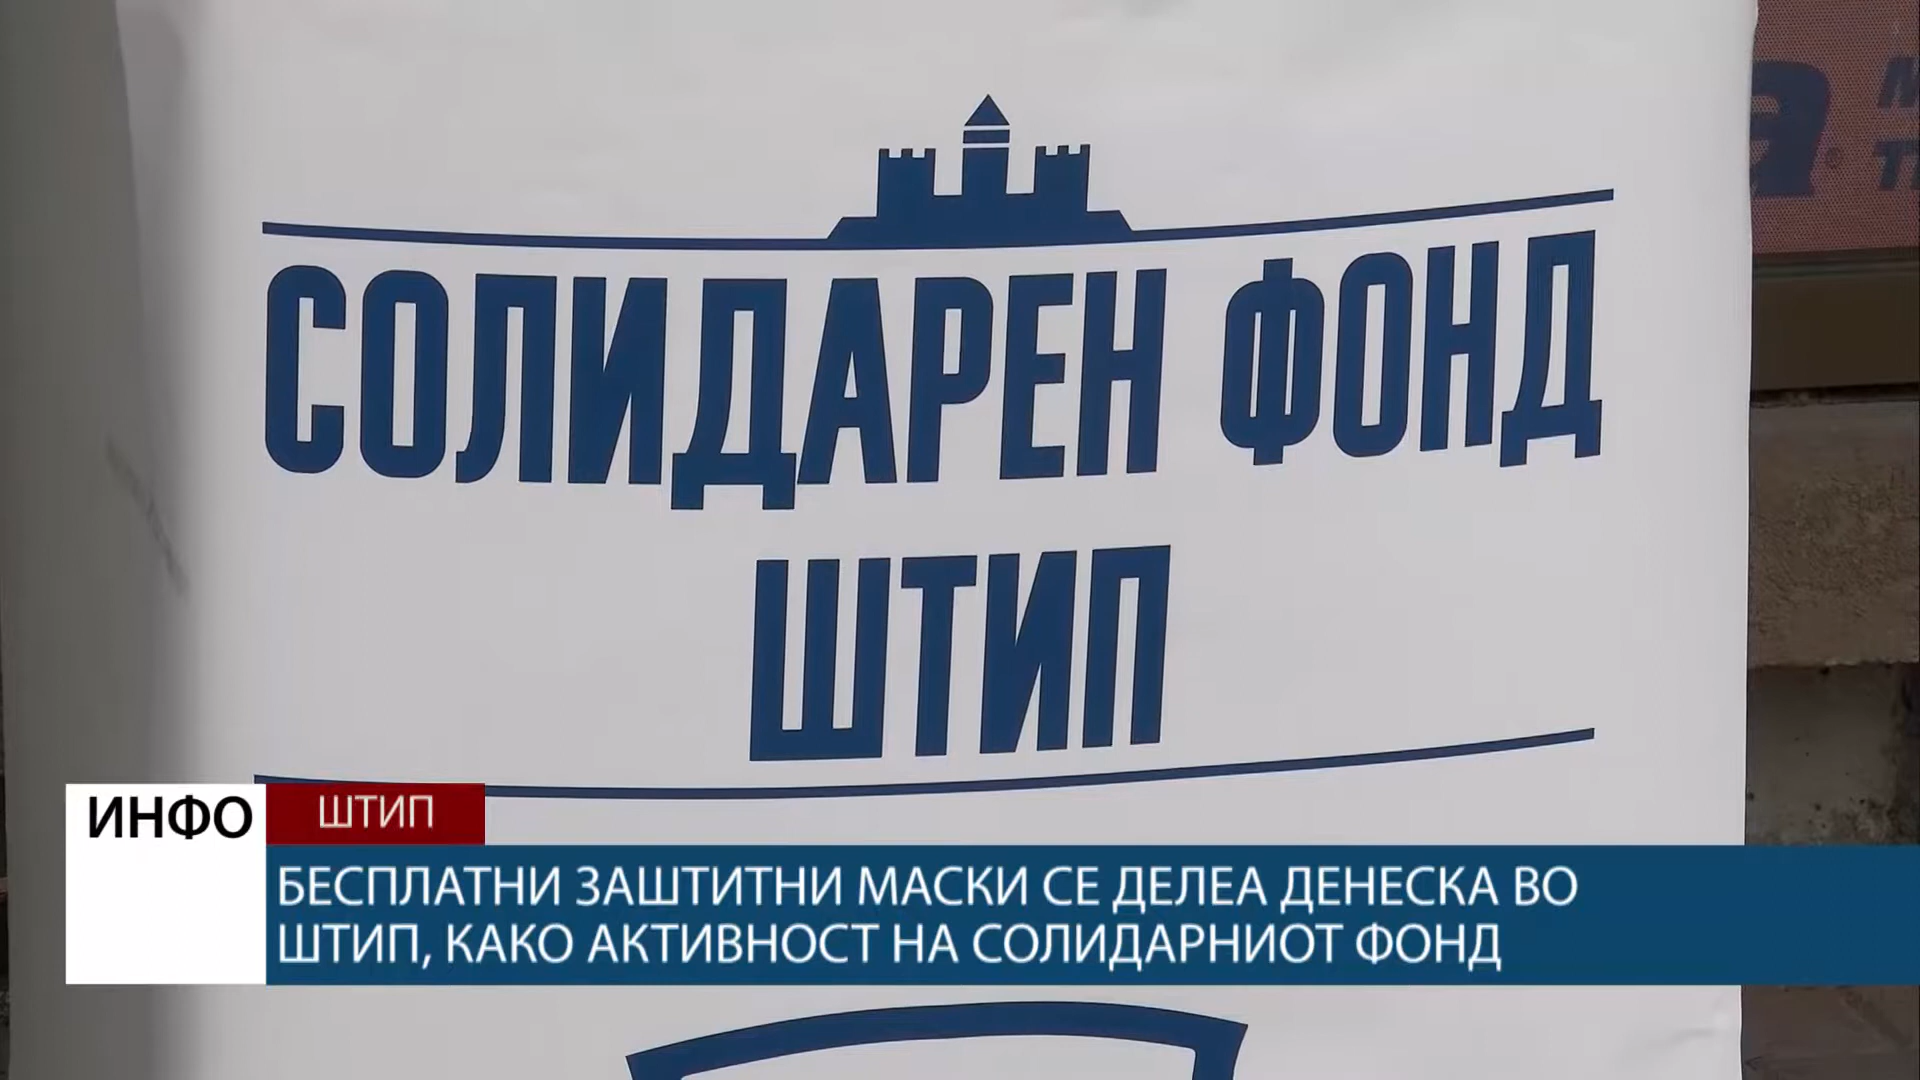 СОЛИДАРЕН ФОНД
ШТИП
ИНФО
ШТИП
БЕСПЛАТНИ ЗАШТИТНИ МАСКИ СЕ ДЕЛЕА ДЕНЕСКА ВО
ШТИП, КАКО АКТИВНОСТ НА СОЛИДАРНИОТ ФОНД